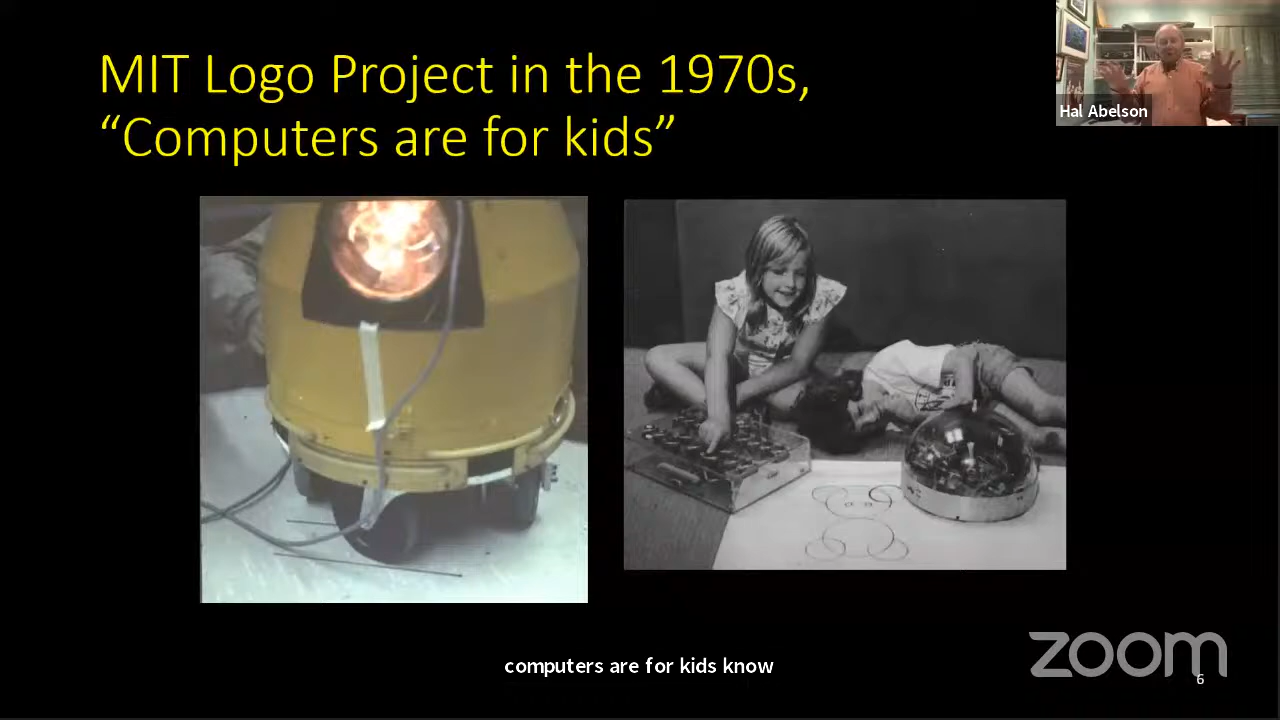 MIT Logo Project in the 1970s,
“Computers are for kids”
Hal Abelson
computers are for kids know
zoom
6